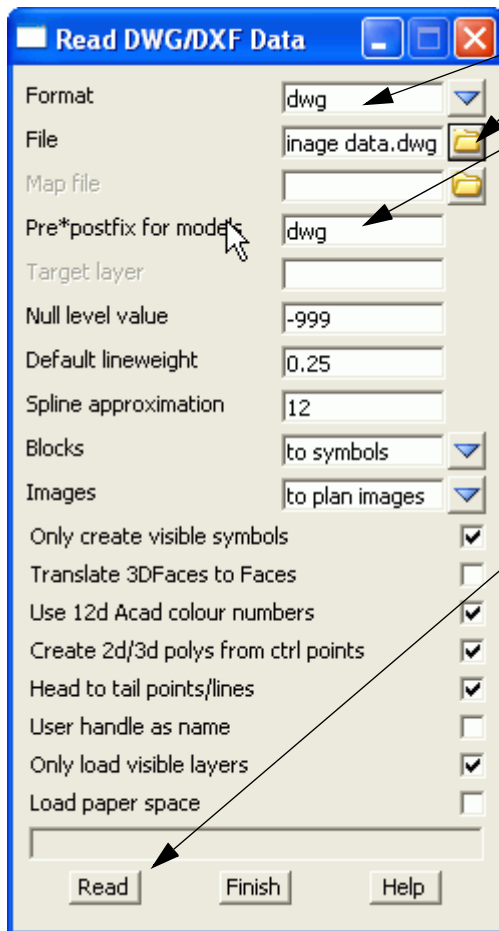 Read DWG/DXF Data
Format dwg
File inage data.dwg
Map file
Pre*postfix for models dwg
Target layer
Null level value -999
Default lineweight 0.25
Spline approximation 12
Blocks to symbols
Images to plan images
Only create visible symbols
Translate 3DFaces to Faces
Use 12d Acad colour numbers
Create 2d/3d polys from ctrl points
Head to tail points/lines
User handle as name
Only load visible layers
Load paper space
Read Finish Help